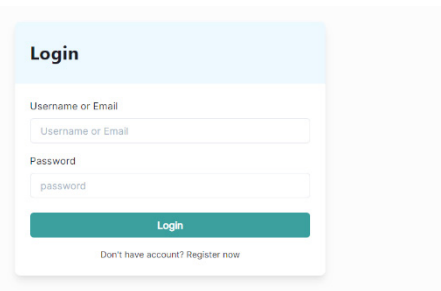 Login
Username or Email
Username or Email
Password
password
Login
Don't have account? Register now